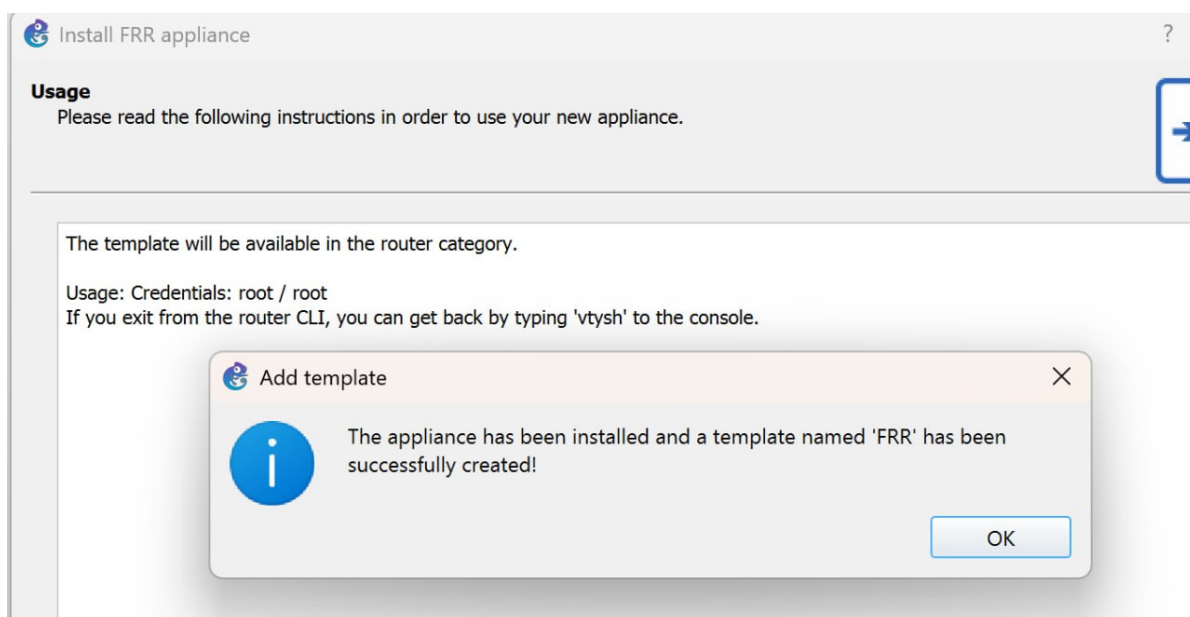 Install FRR appliance
?
Usage
Please read the following instructions in order to use your new appliance.
The template will be available in the router category.
Usage: Credentials: root / root
If you exit from the router CLI, you can get back by typing 'vtysh' to the console.
Add template
The appliance has been installed and a template named 'FRR' has been
successfully created!
OK